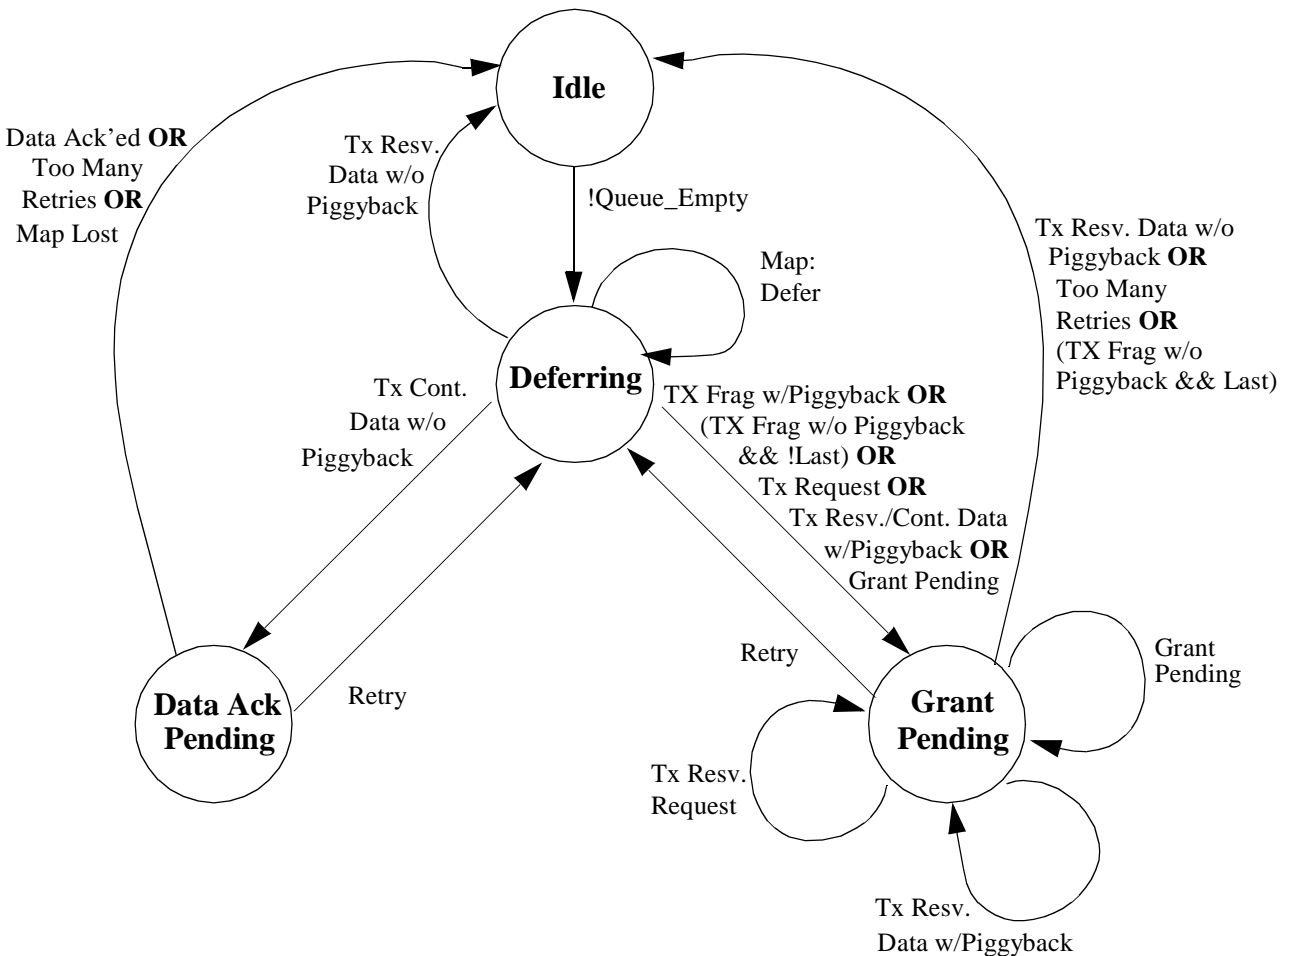 Idle
Data Ack’ed OR
Too Many
Retries OR
Map Lost
Tx Resv.
Data w/o
Piggyback
!Queue_Empty
Map:
Defer
Tx Resv. Data w/o
Piggyback OR
Too Many
Retries OR
(TX Frag w/o
Piggyback && Last)
Deferring
Tx Cont.
Data w/o
Piggyback
TX Frag w/Piggyback OR
(TX Frag w/o Piggyback
&& !Last) OR
Tx Request OR
Tx Resv./Cont. Data
w/Piggyback OR
Grant Pending
Retry
Retry
Data Ack
Pending
Grant
Pending
Grant
Pending
Tx Resv.
Request
Tx Resv.
Data w/Piggyback